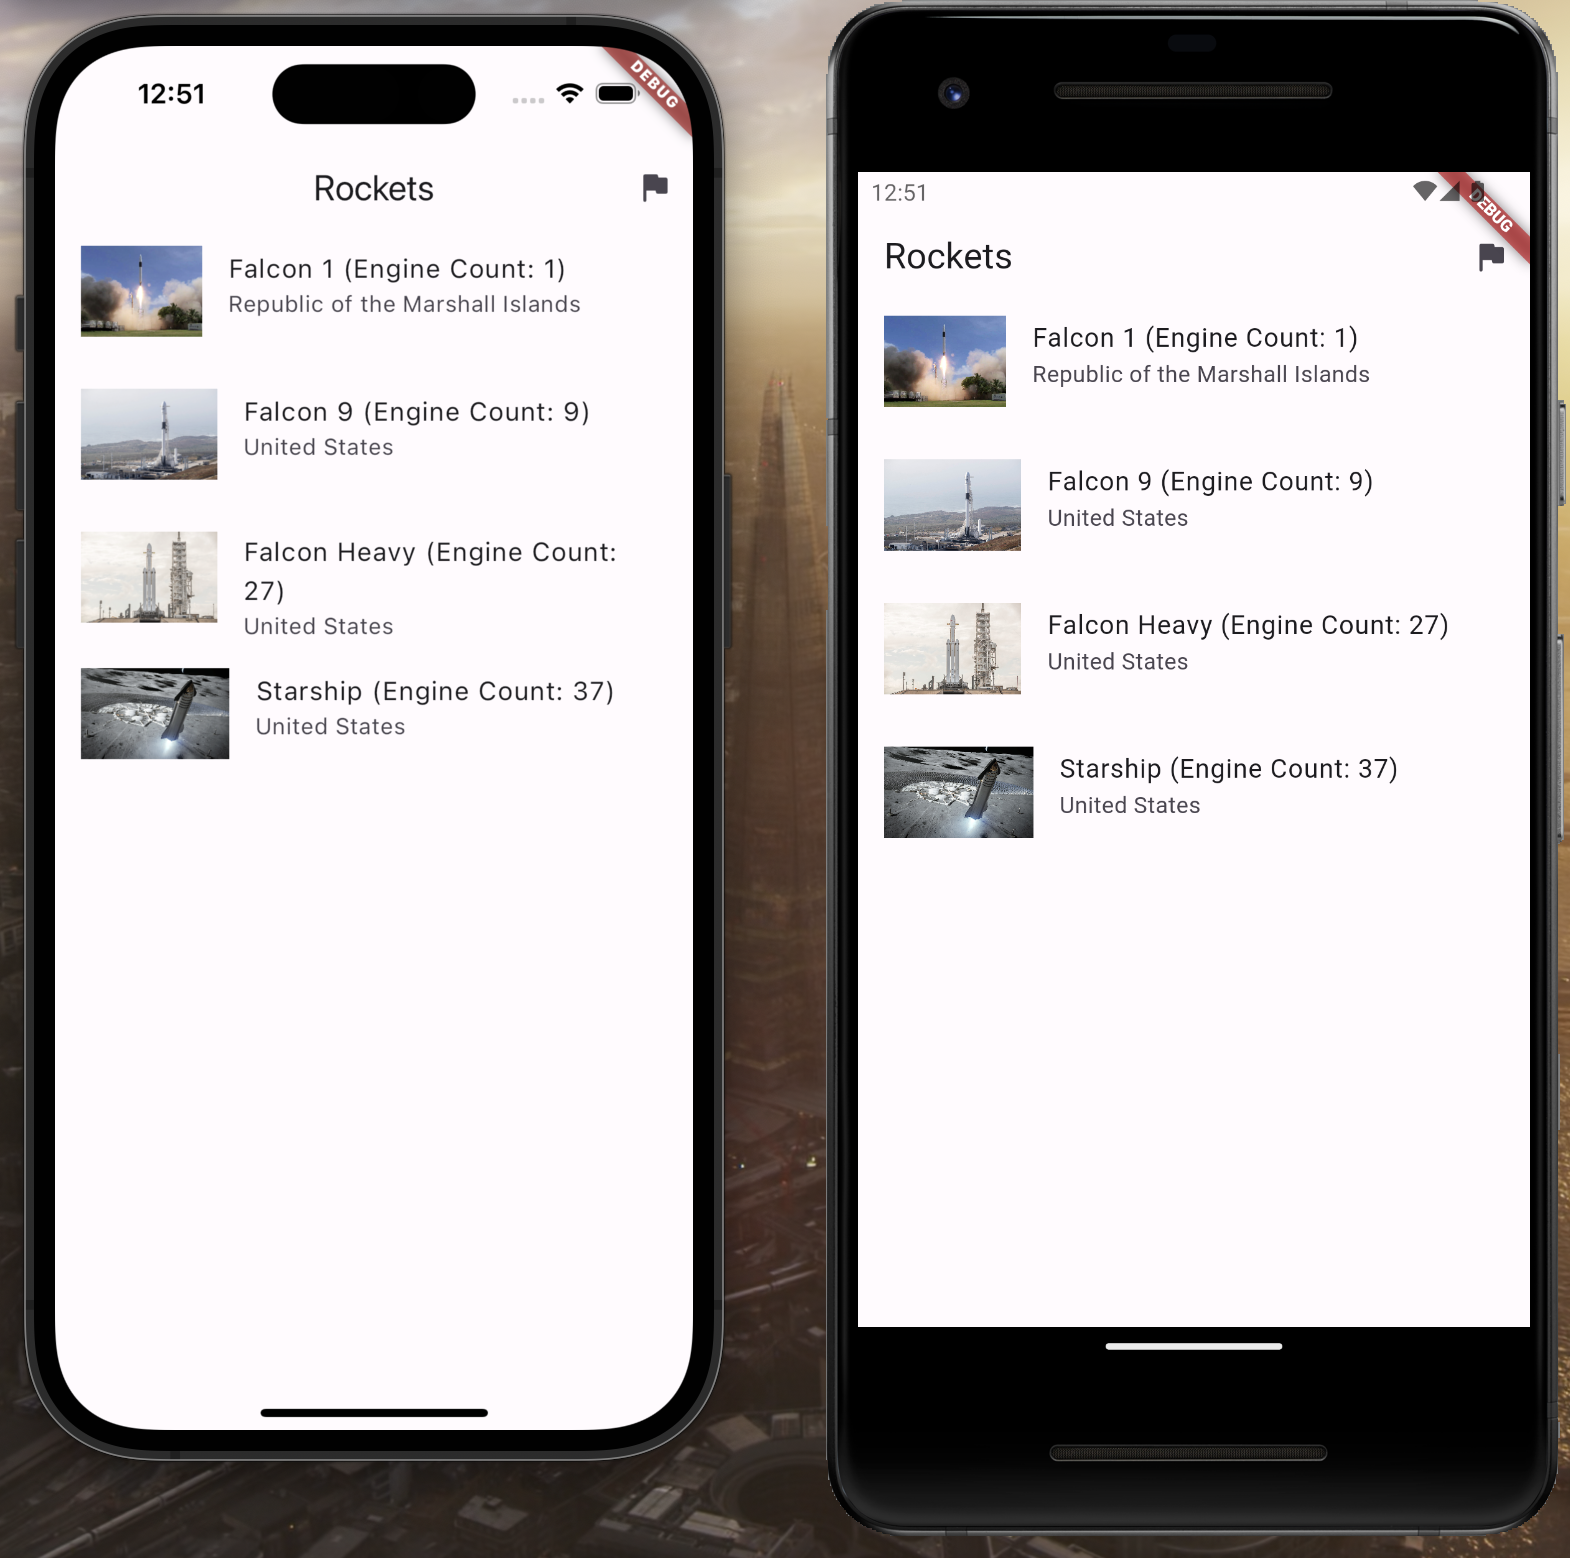 12:51
DEBUG
Rockets
Falcon 1 (Engine Count: 1)
Republic of the Marshall Islands
Falcon 9 (Engine Count: 9)
United States
Falcon Heavy (Engine Count:
27)
United States
Starship (Engine Count: 37)
United States
12:51
DEBUG
Rockets
Falcon 1 (Engine Count: 1)
Republic of the Marshall Islands
Falcon 9 (Engine Count: 9)
United States
Falcon Heavy (Engine Count: 27)
United States
Starship (Engine Count: 37)
United States